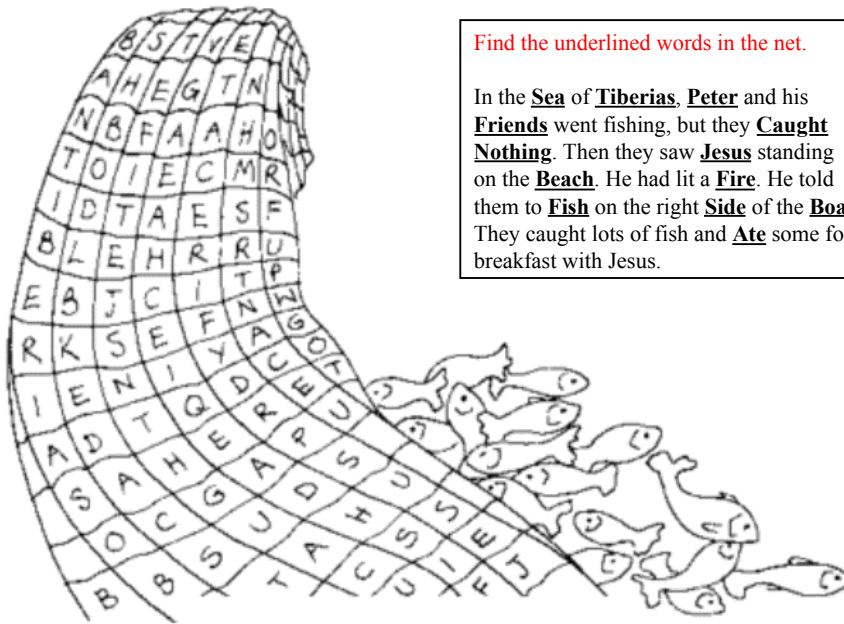 Find the underlined words in the net.
In the Sea of Tiberias, Peter and his
Friends went fishing, but they Caught
Nothing. Then they saw Jesus standing
on the Beach. He had lit a Fire. He told
them to Fish on the right Side of the Boa
They caught lots of fish and Ate some fo
breakfast with Jesus.
B S T V E
A H E G T N
N B F A A H O
T O I E C M R
I D T A E S F
B L E H R R U
E B J C I T P
R K S E F N W
I E N I Y A G
A D T Q D U O
S A H E R E T
O C G A P U
B B S U D S
T A H U
C S S
U I E
F J